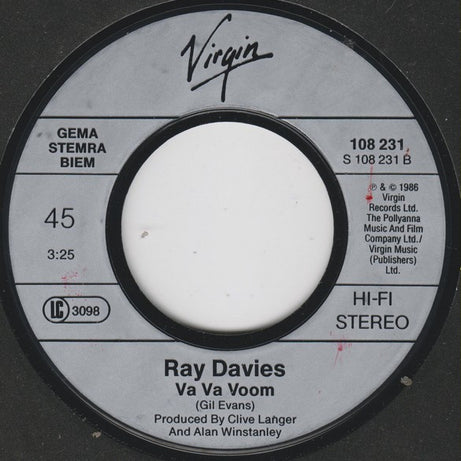 Virgin
GEMA
STEMRA
BIEM
108 231
S 108 231 B
45
3:25
℗ & © 1986
Virgin
Records Ltd.
The Pollyanna
Music And Film
Company Ltd./
Virgin Music
(Publishers)
Ltd.
LC 3098
HI-FI
STEREO
Ray Davies
Va Va Voom
(Gil Evans)
Produced By Clive Langer
And Alan Winstanley